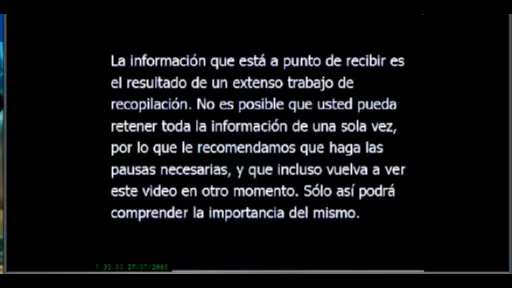 La información que está a punto de recibir es
el resultado de un extenso trabajo de
recopilación. No es posible que usted pueda
retener toda la información de una sola vez,
por lo que le recomendamos que haga las
pausas necesarias, y que incluso vuelva a ver
este video en otro momento. Sólo así podrá
comprender la importancia del mismo.